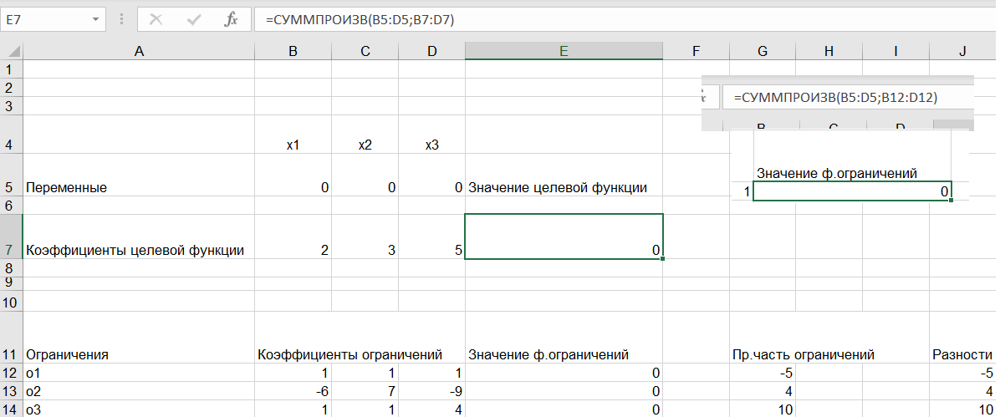 E7 fx =СУММПРОИЗВ(B5:D5;B7:D7)
A B C D E F G H I J
1
2
3
=СУММПРОИЗВ(B5:D5;B12:D12)
4 x1 x2 x3
Значение ф.ограничений
1 0
5 Переменные 0 0 0 Значение целевой функции
6
7 Коэффициенты целевой функции 2 3 5 0
8
9
10
11 Ограничения Коэффициенты ограничений Значение ф.ограничений Пр.часть ограничений Разности
12 o1 1 1 1 0 -5 -5
13 o2 -6 7 -9 0 4 4
14 o3 1 1 4 0 10 10